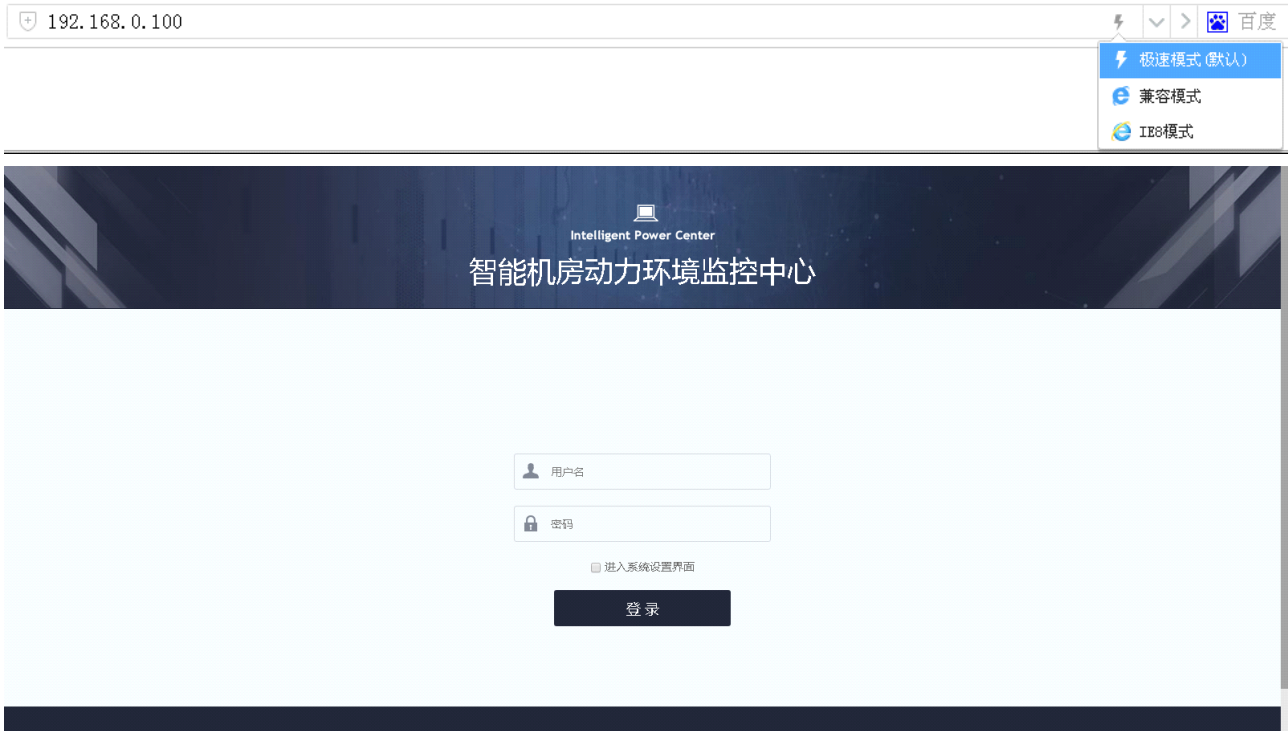 192.168.0.100
百度
极速模式(默认)
兼容模式
IE8模式
Intelligent Power Center
智能机房动力环境监控中心
用户名
密码
进入系统设置界面
登录